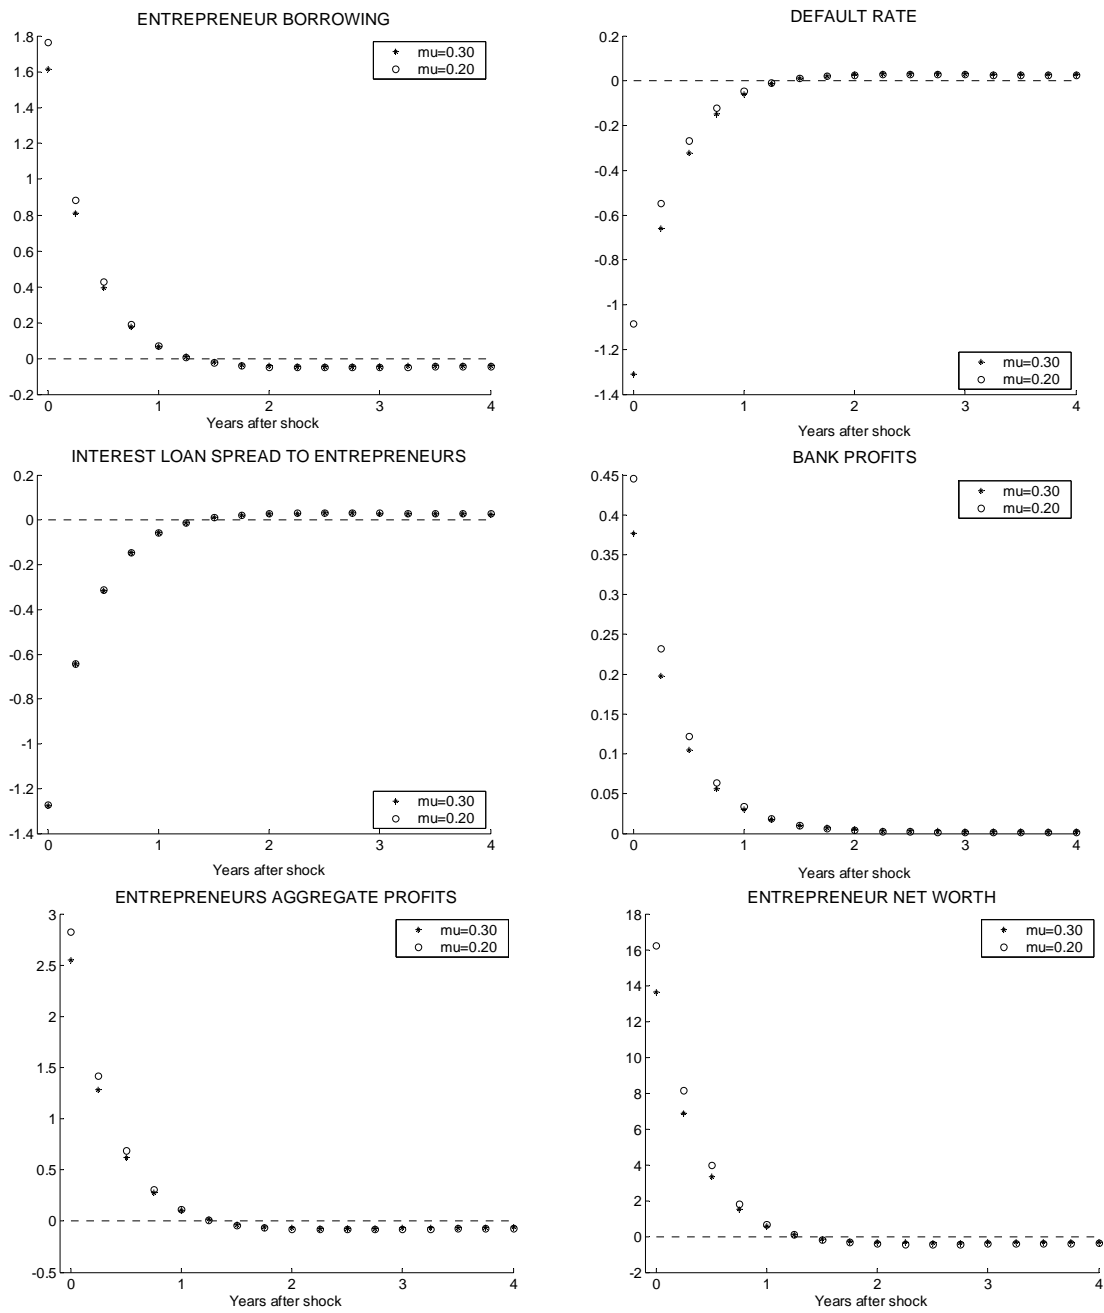 ENTREPRENEUR BORROWING
1.8
1.6
1.4
1.2
1
0.8
0.6
0.4
0.2
0
-0.2
mu=0.30
mu=0.20
0 1 2 3 4
Years after shock
DEFAULT RATE
0.2
0
-0.2
-0.4
-0.6
-0.8
-1
-1.2
-1.4
mu=0.30
mu=0.20
0 1 2 3 4
Years after shock
INTEREST LOAN SPREAD TO ENTREPRENEURS
0.2
0
-0.2
-0.4
-0.6
-0.8
-1
-1.2
-1.4
mu=0.30
mu=0.20
0 1 2 3 4
Years after shock
BANK PROFITS
0.45
0.4
0.35
0.3
0.25
0.2
0.15
0.1
0.05
0
mu=0.30
mu=0.20
0 1 2 3 4
Years after shock
ENTREPRENEURS AGGREGATE PROFITS
3
2.5
2
1.5
1
0.5
0
-0.5
mu=0.30
mu=0.20
0 1 2 3 4
Years after shock
ENTREPRENEUR NET WORTH
18
16
14
12
10
8
6
4
2
0
-2
mu=0.30
mu=0.20
0 1 2 3 4
Years after shock